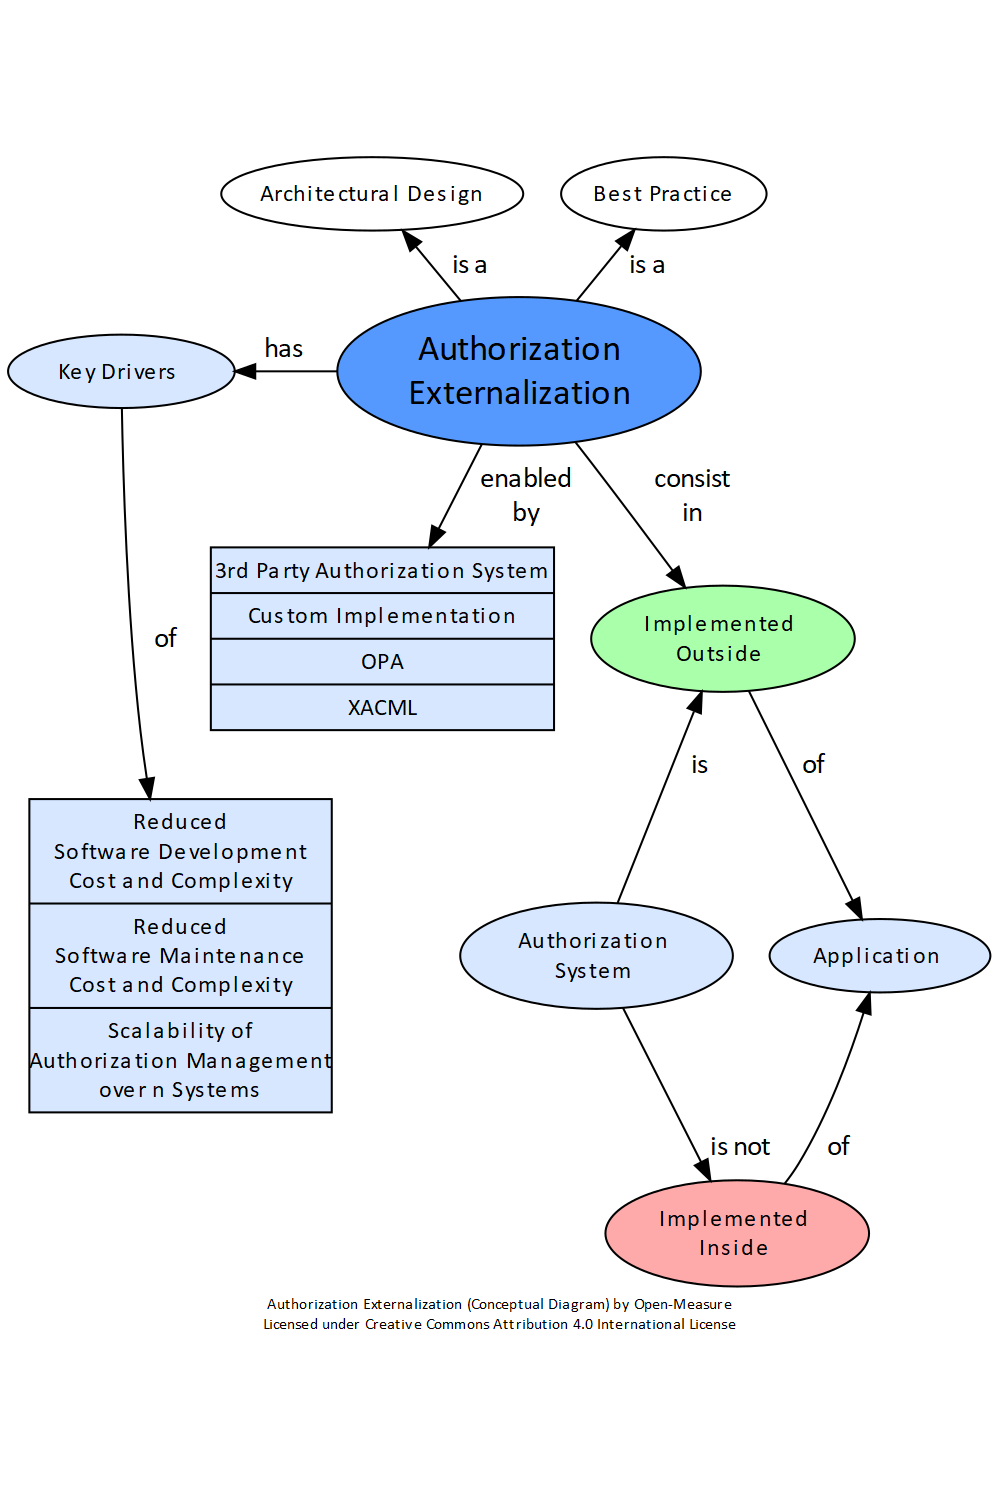 Architectural Design
Best Practice
is a
is a
Authorization
Externalization
has
Key Drivers
enabled
by
consist
in
3rd Party Authorization System
Custom Implementation
OPA
XACML
Implemented
Outside
of
is
of
Reduced
Software Development
Cost and Complexity
Reduced
Software Maintenance
Cost and Complexity
Scalability of
Authorization Management
over n Systems
Authorization
System
Application
is not
of
Implemented
Inside
Authorization Externalization (Conceptual Diagram) by Open-Measure
Licensed under Creative Commons Attribution 4.0 International License